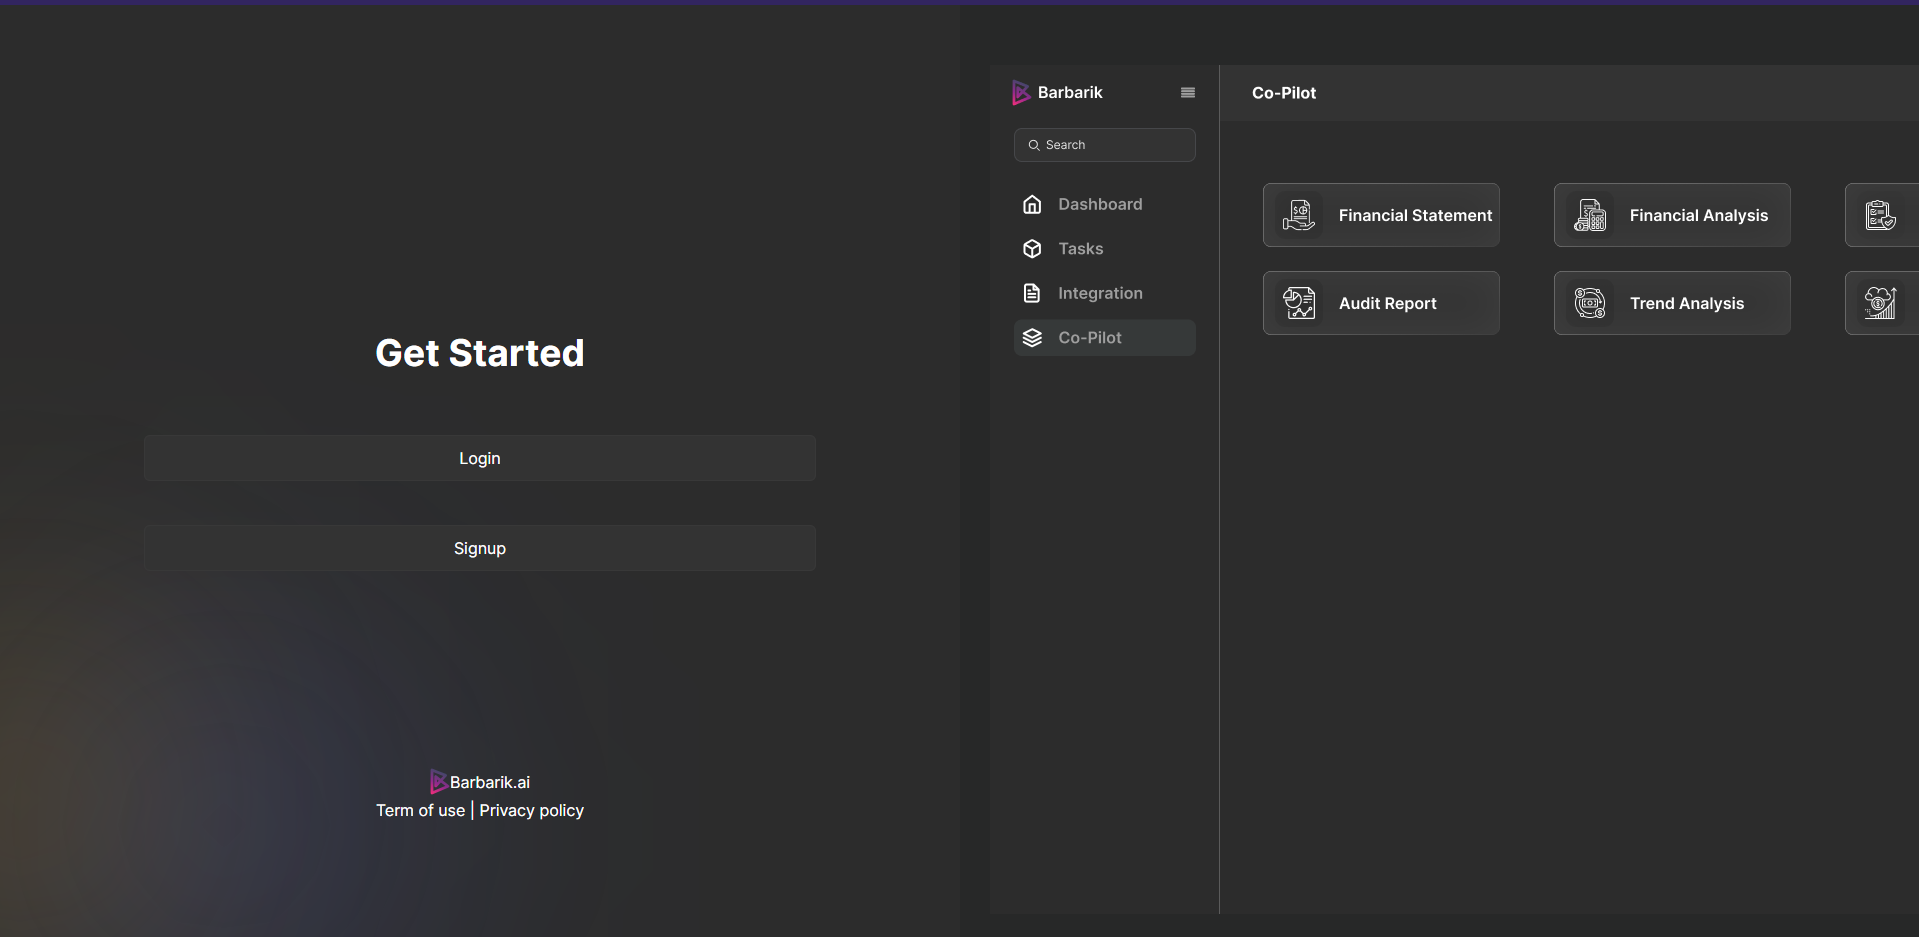 Get Started
Login
Signup
Barbarik.ai
Term of use | Privacy policy
Barbarik
Search
Dashboard
Tasks
Integration
Co-Pilot
Co-Pilot
Financial Statement
Financial Analysis
Audit Report
Trend Analysis